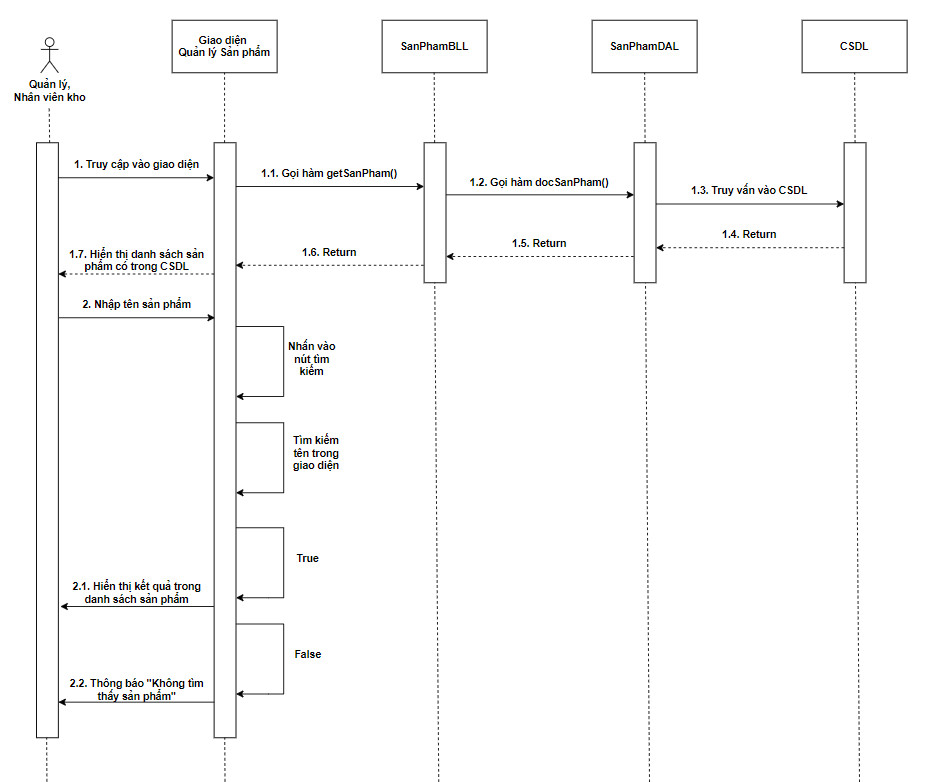 Giao diện
Quản lý Sản phẩm
SanPhamBLL
SanPhamDAL
CSDL
Quản lý,
Nhân viên kho
1. Truy cập vào giao diện
1.1. Gọi hàm getSanPham()
1.2. Gọi hàm docSanPham()
1.3. Truy vấn vào CSDL
1.4. Return
1.5. Return
1.6. Return
1.7. Hiển thị danh sách sản
phẩm có trong CSDL
2. Nhập tên sản phẩm
Nhấn vào
nút tìm
kiếm
Tìm kiếm
tên trong
giao diện
True
2.1. Hiển thị kết quả trong
danh sách sản phẩm
False
2.2. Thông báo "Không tìm
thấy sản phẩm"